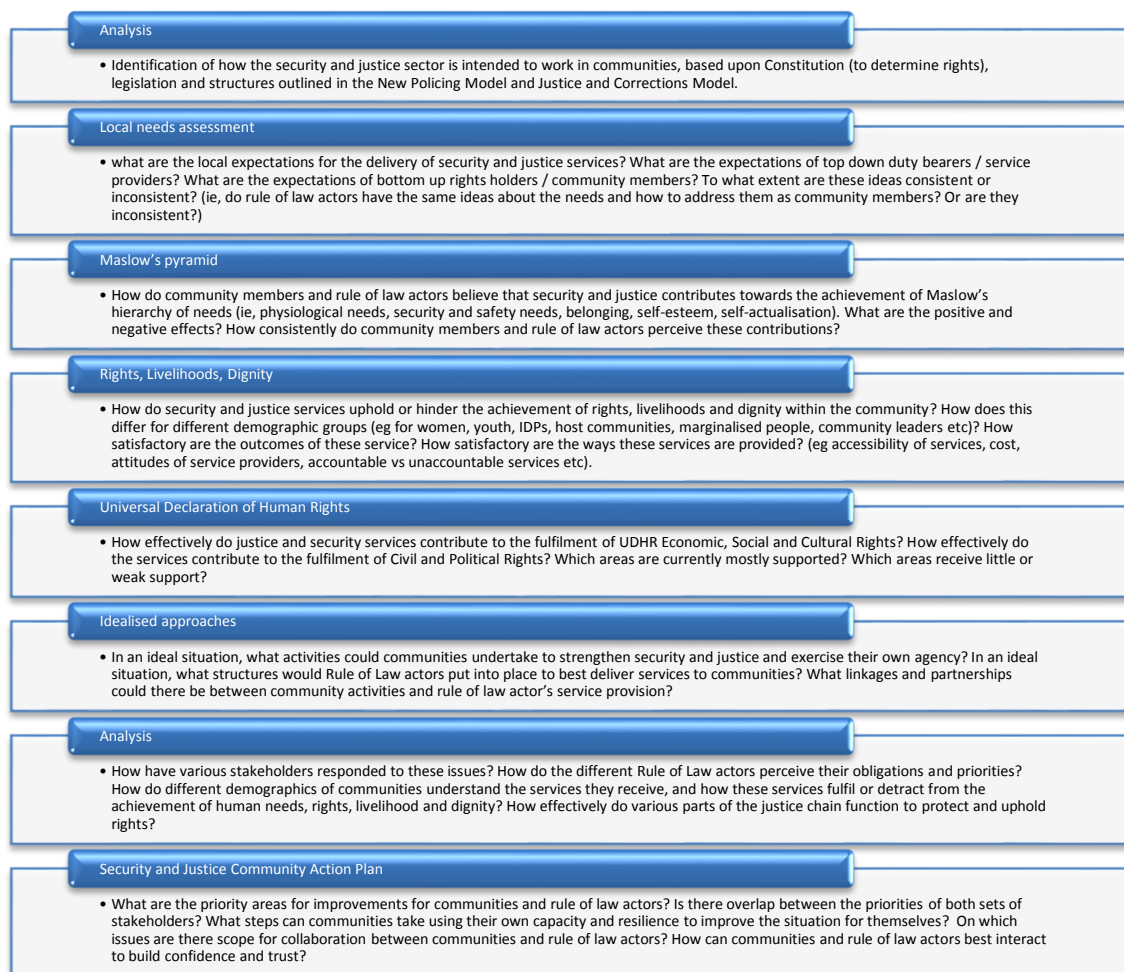 Analysis
• Identification of how the security and justice sector is intended to work in communities, based upon Constitution (to determine rights),
legislation and structures outlined in the New Policing Model and Justice and Corrections Model.
Local needs assessment
• what are the local expectations for the delivery of security and justice services? What are the expectations of top down duty bearers / service
providers? What are the expectations of bottom up rights holders / community members? To what extent are these ideas consistent or
inconsistent? (ie, do rule of law actors have the same ideas about the needs and how to address them as community members? Or are they
inconsistent?)
Maslow's pyramid
• How do community members and rule of law actors believe that security and justice contributes towards the achievement of Maslow's
hierarchy of needs (ie, physiological needs, security and safety needs, belonging, self-esteem, self-actualisation). What are the positive and
negative effects? How consistently do community members and rule of law actors perceive these contributions?
Rights, Livelihoods, Dignity
• How do security and justice services uphold or hinder the achievement of rights, livelihoods and dignity within the community? How does this
differ for different demographic groups (eg for women, youth, IDPs, host communities, marginalised people, community leaders etc)? How
satisfactory are the outcomes of these service? How satisfactory are the ways these services are provided? (eg accessibility of services, cost,
attitudes of service providers, accountable vs unaccountable services etc).
Universal Declaration of Human Rights
• How effectively do justice and security services contribute to the fulfilment of UDHR Economic, Social and Cultural Rights? How effectively do
the services contribute to the fulfilment of Civil and Political Rights? Which areas are currently mostly supported? Which areas receive little or
weak support?
Idealised approaches
• In an ideal situation, what activities could communities undertake to strengthen security and justice and exercise their own agency? In an ideal
situation, what structures would Rule of Law actors put into place to best deliver services to communities? What linkages and partnerships
could there be between community activities and rule of law actor's service provision?
Analysis
• How have various stakeholders responded to these issues? How do the different Rule of Law actors perceive their obligations and priorities?
How do different demographics of communities understand the services they receive, and how these services fulfil or detract from the
achievement of human needs, rights, livelihood and dignity? How effectively do various parts of the justice chain function to protect and uphold
rights?
Security and Justice Community Action Plan
• What are the priority areas for improvements for communities and rule of law actors? Is there overlap between the priorities of both sets of
stakeholders? What steps can communities take using their own capacity and resilience to improve the situation for themselves?  On which
issues are there scope for collaboration between communities and rule of law actors? How can communities and rule of law actors best interact
to build confidence and trust?